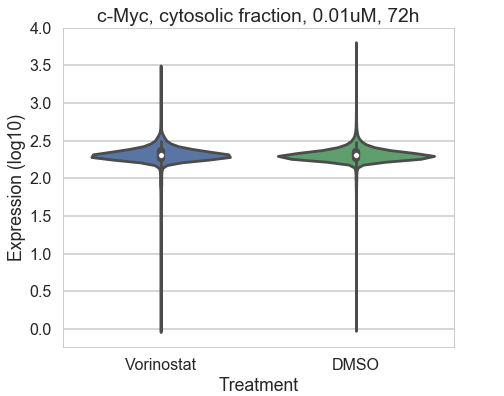 c-Myc, cytosolic fraction, 0.01uM, 72h
4.0
3.5
3.0
2.5
2.0
1.5
1.0
0.5
0.0
Expression (log10)
Vorinostat
DMSO
Treatment